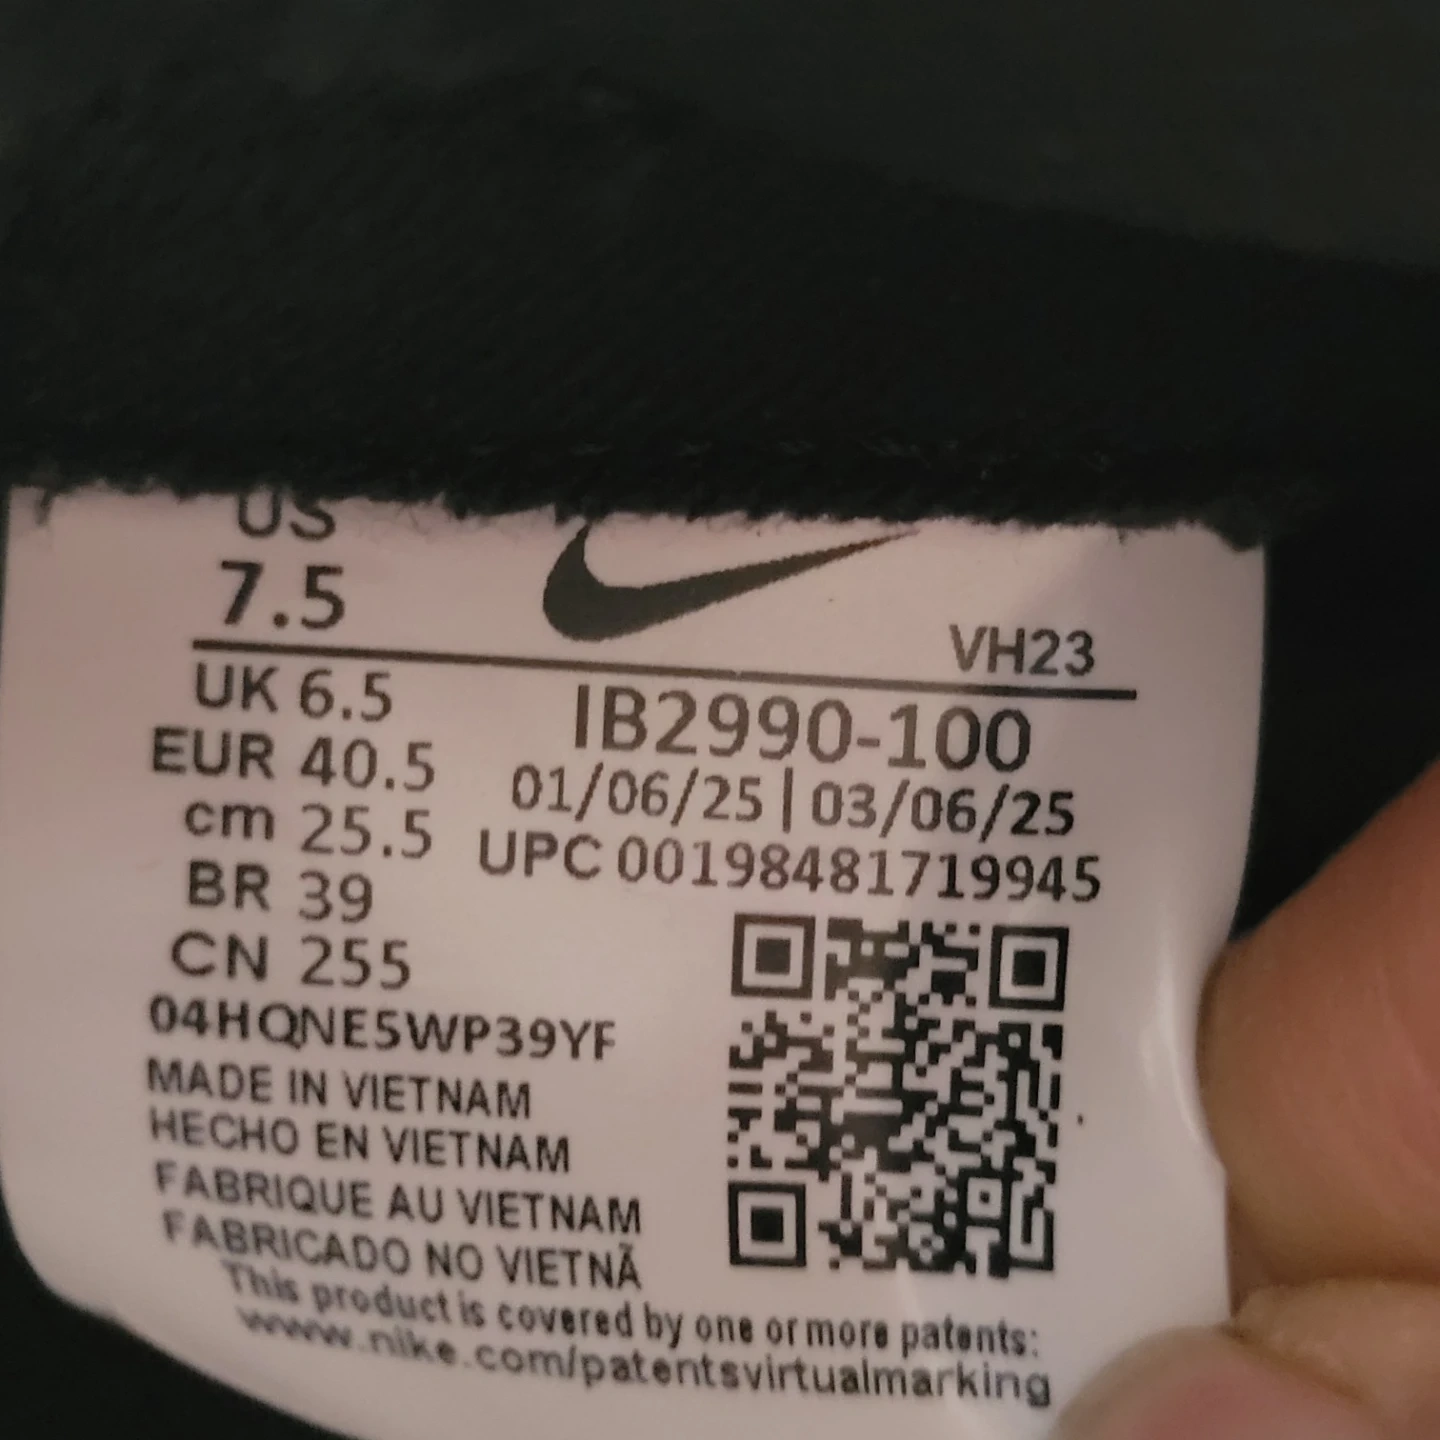 US
7.5
VH23
UK 6.5
EUR 40.5
cm 25.5
BR 39
CN 255
IB2990-100
01/06/25 | 03/06/25
UPC 00198481719945
04HQNE5WP39YF
MADE IN VIETNAM
HECHO EN VIETNAM
FABRIQUE AU VIETNAM
FABRICADO NO VIETNÃ
This product is covered by one or more patents:
www.nike.com/patentsvirtualmarking